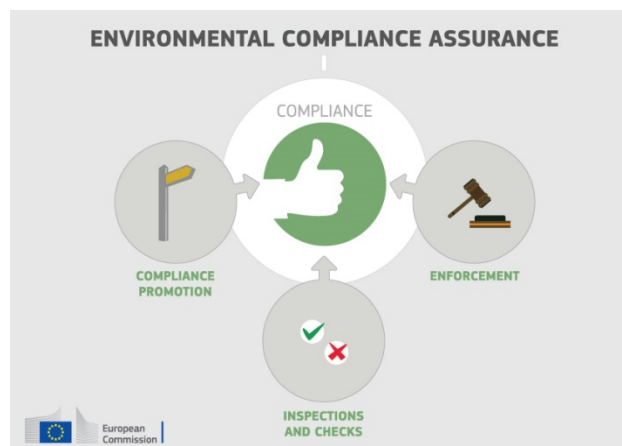 ENVIRONMENTAL COMPLIANCE ASSURANCE
COMPLIANCE
COMPLIANCE
PROMOTION
ENFORCEMENT
INSPECTIONS
AND CHECKS
European
Commission